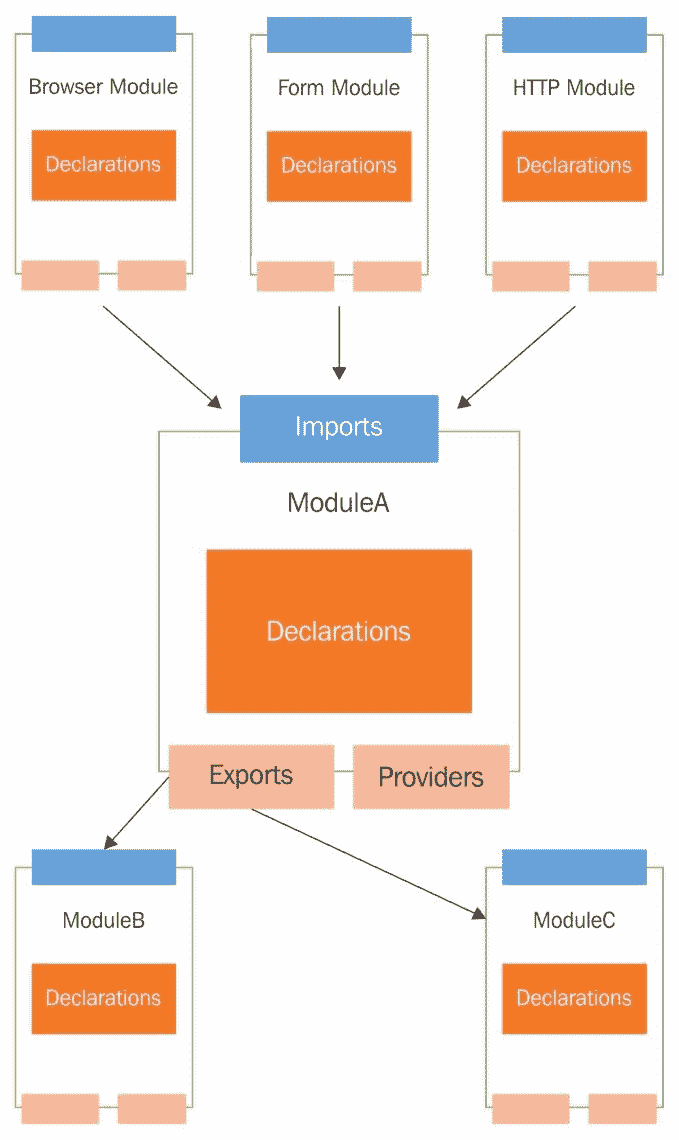 Browser Module
Form Module
HTTP Module
Declarations
Declarations
Declarations
Imports
ModuleA
Declarations
Exports
Providers
ModuleB
ModuleC
Declarations
Declarations